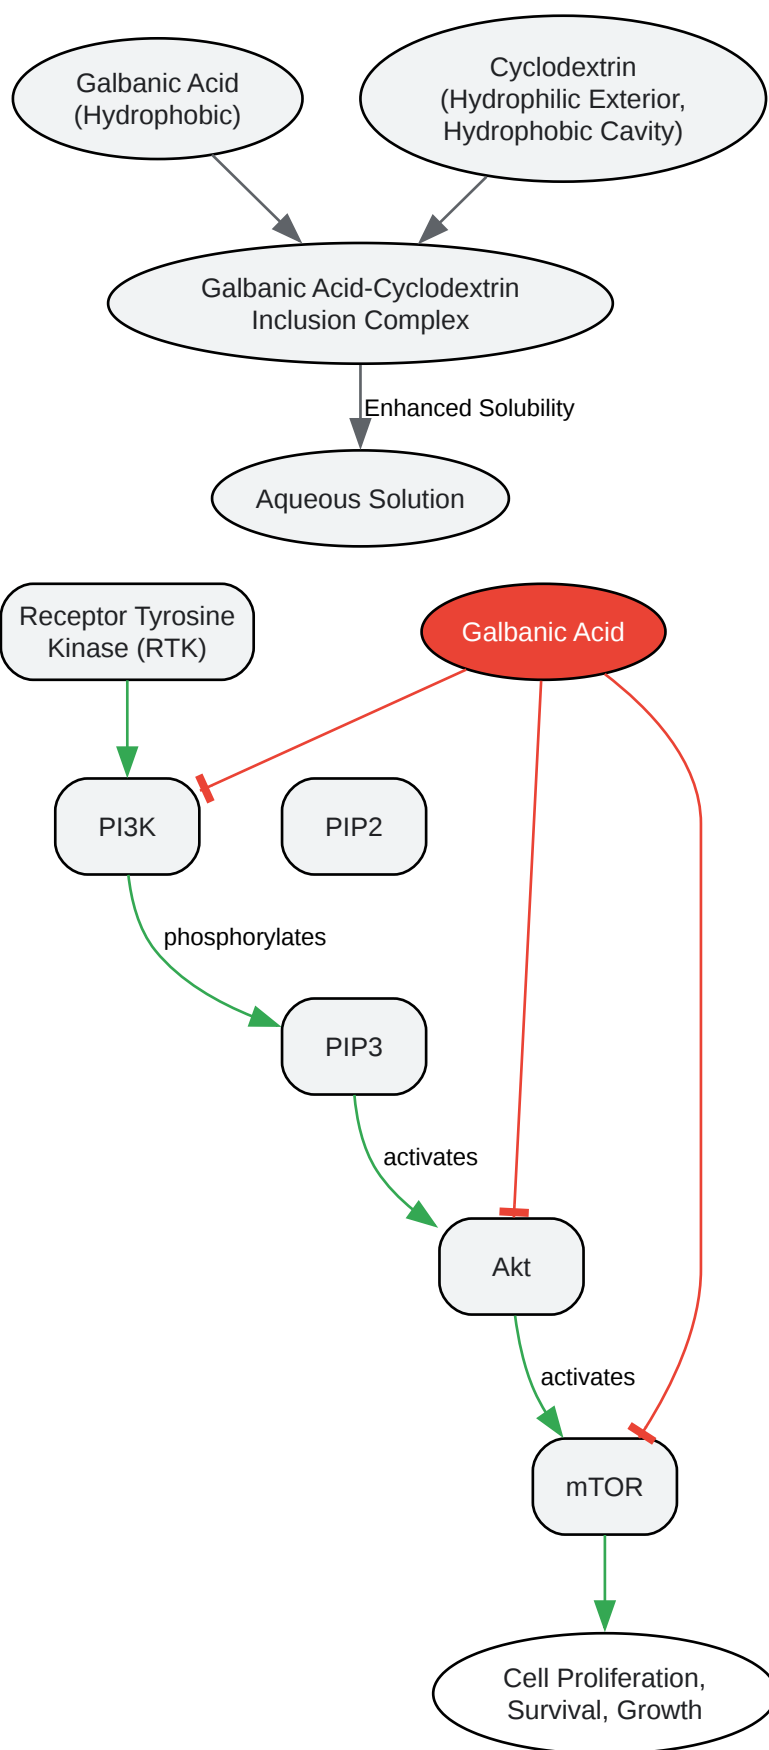 Galbanic Acid
(Hydrophobic)
Cyclodextrin
(Hydrophilic Exterior,
Hydrophobic Cavity)
Galbanic Acid-Cyclodextrin
Inclusion Complex
Enhanced Solubility
Aqueous Solution
Receptor Tyrosine
Kinase (RTK)
Galbanic Acid
PI3K
PIP2
phosphorylates
PIP3
activates
Akt
activates
mTOR
Cell Proliferation,
Survival, Growth